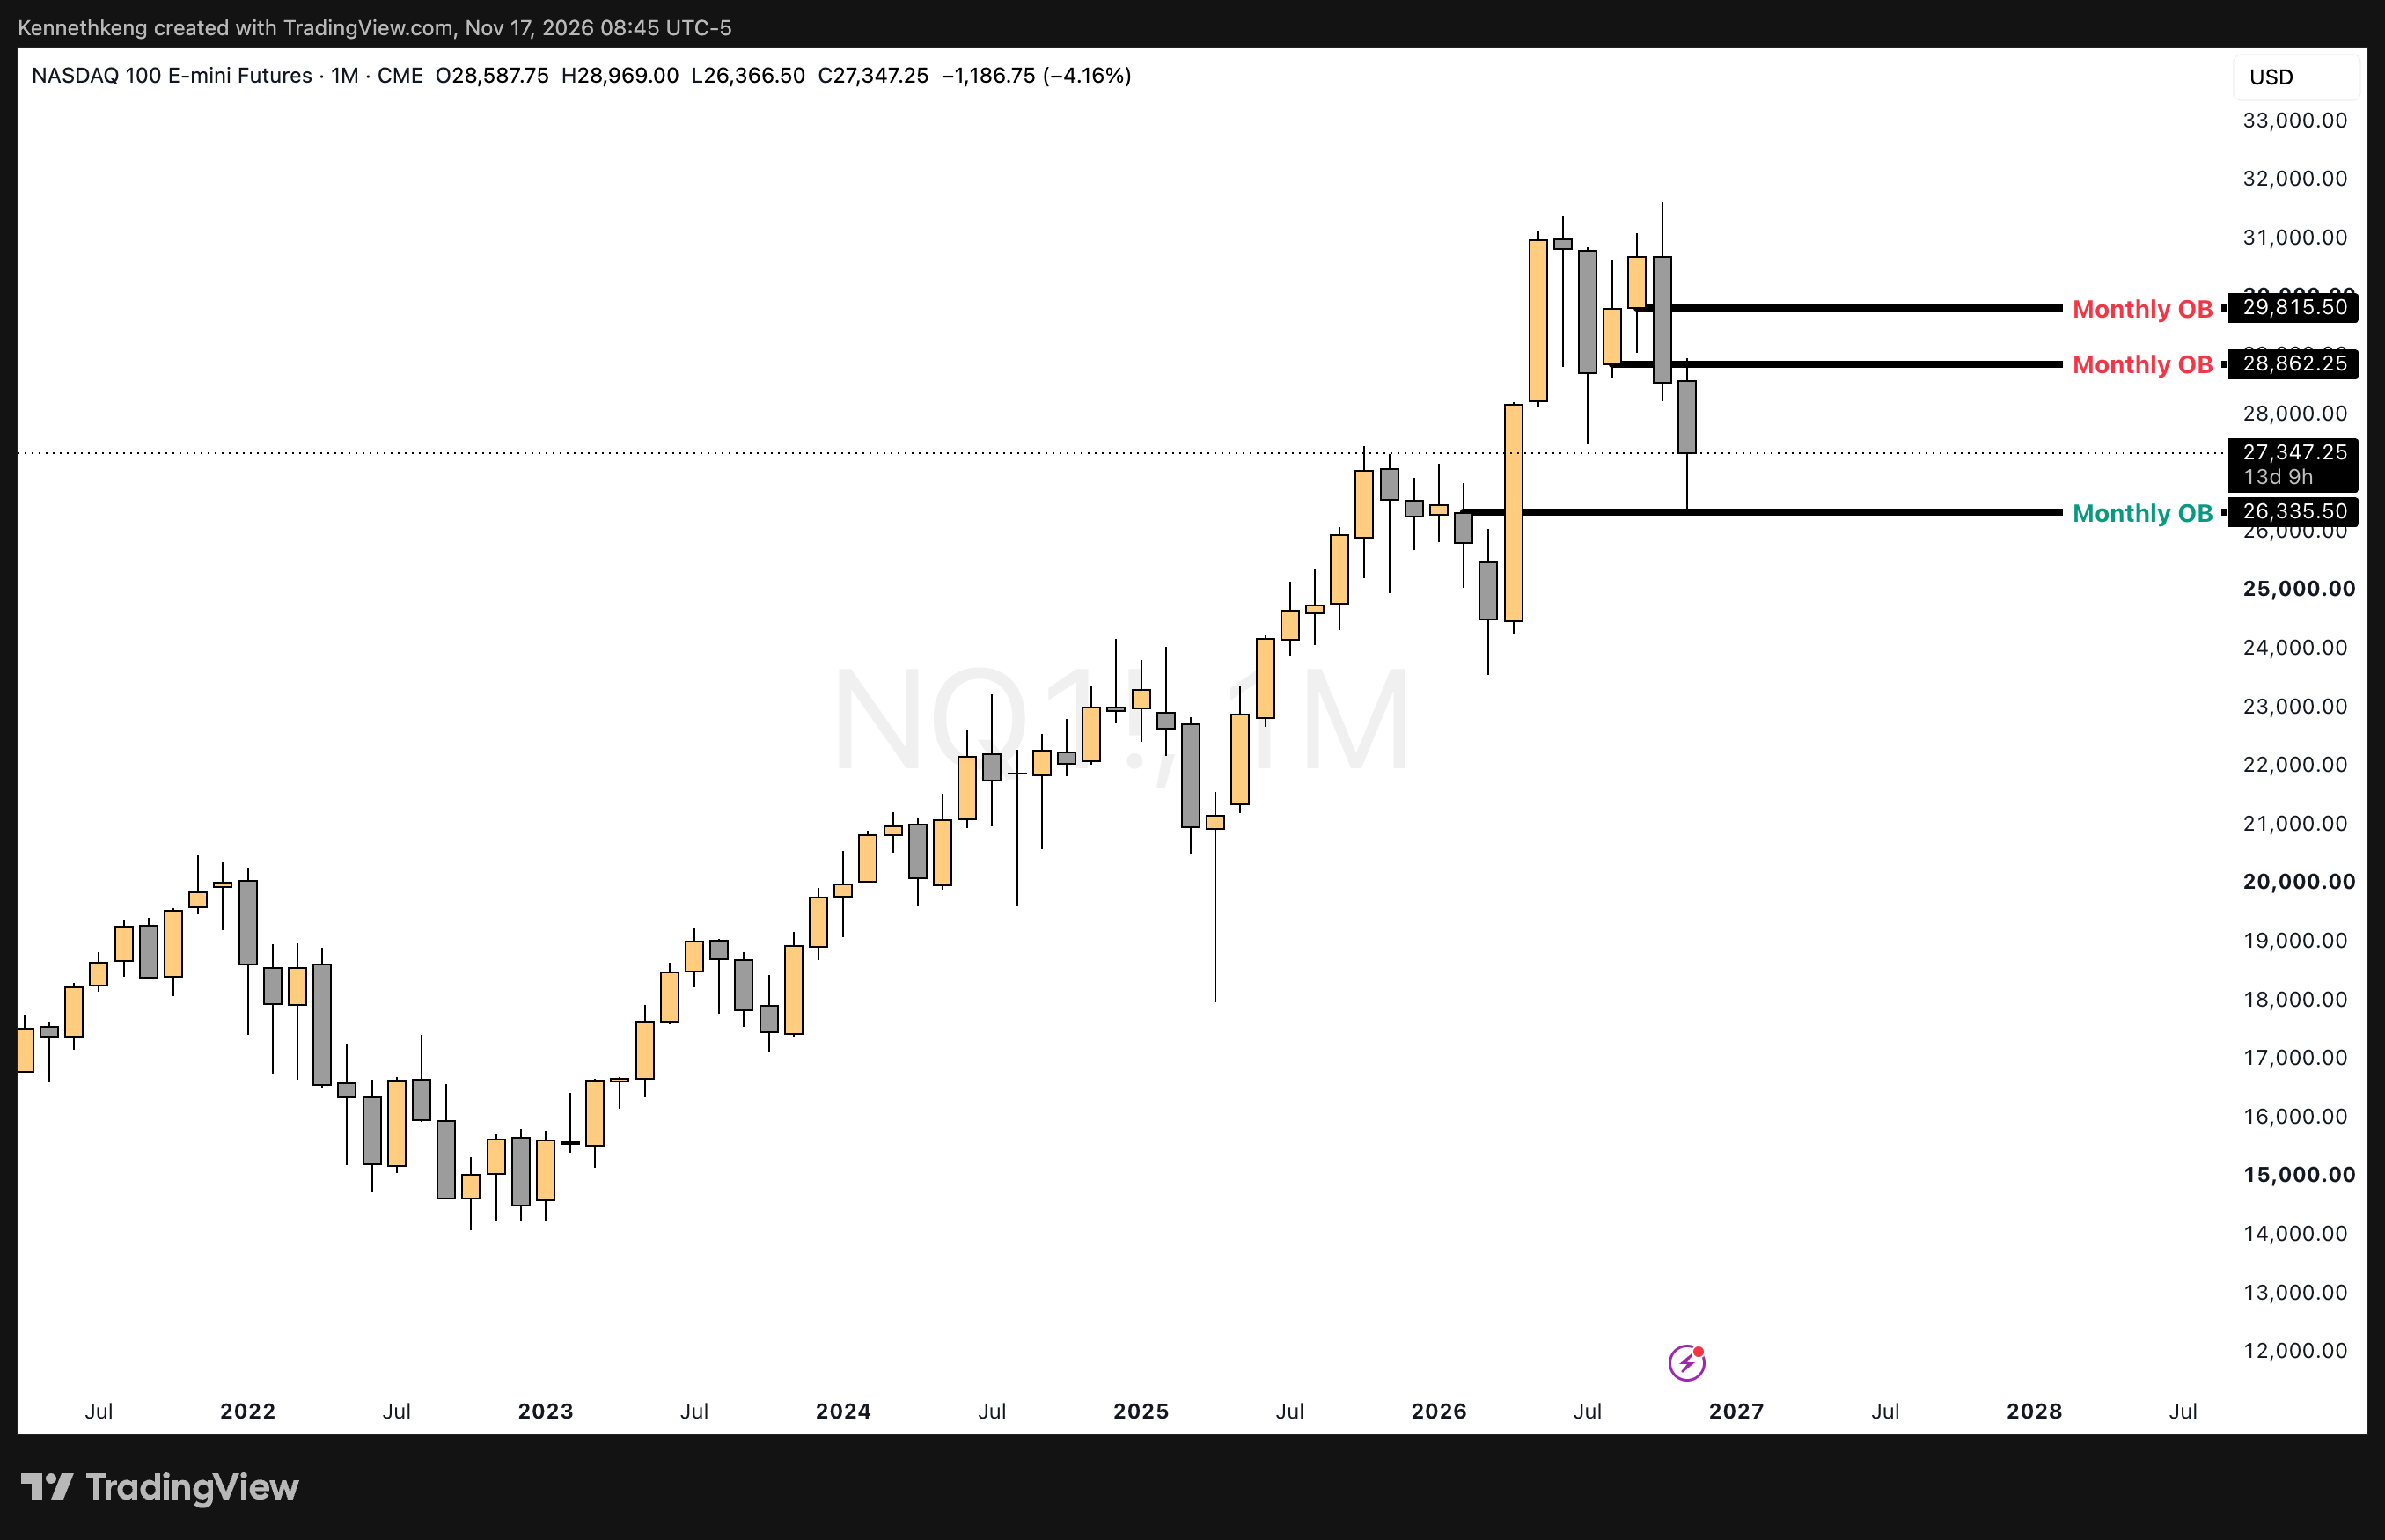 Kennethkeng created with TradingView.com, Nov 17, 2026 08:45 UTC-5
NASDAQ 100 E-mini Futures · 1M · CME O28,587.75 H28,969.00 L26,366.50 C27,347.25 −1,186.75 (−4.16%)
USD
33,000.00
32,000.00
31,000.00
Monthly OB 29,815.50
Monthly OB 28,862.25
28,000.00
27,347.25
13d 9h
Monthly OB 26,335.50
26,000.00
25,000.00
24,000.00
NQ1!, 1M
23,000.00
22,000.00
21,000.00
20,000.00
19,000.00
18,000.00
17,000.00
16,000.00
15,000.00
14,000.00
13,000.00
12,000.00
Jul 2022 Jul 2023 Jul 2024 Jul 2025 Jul 2026 Jul 2027 Jul 2028 Jul
TradingView